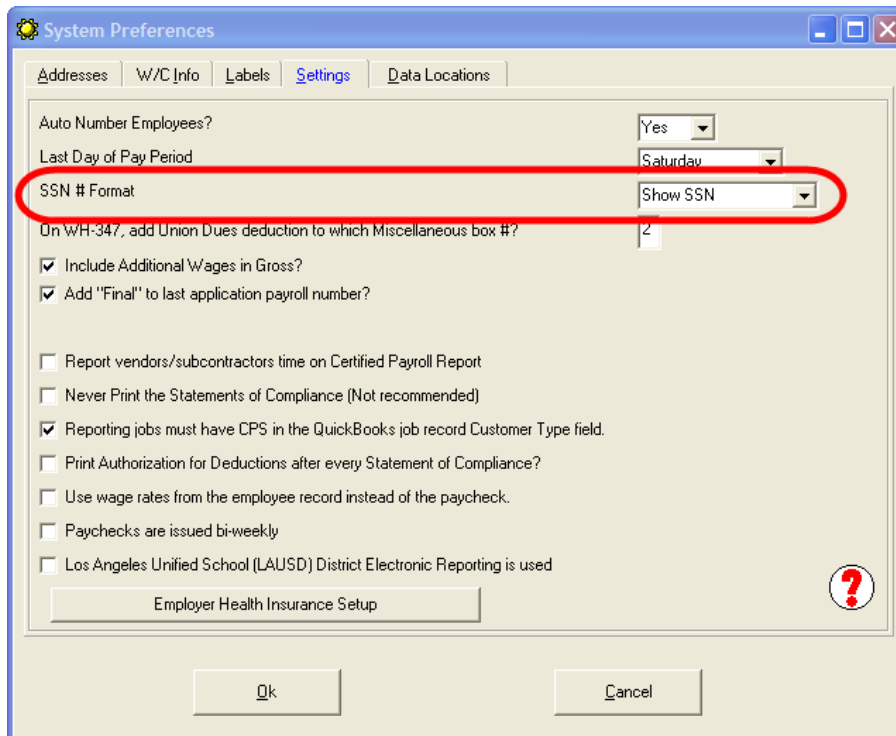 System Preferences
Addresses W/C Info Labels Settings Data Locations
Auto Number Employees? Yes
Last Day of Pay Period Saturday
SSN # Format Show SSN
On WH-347, add Union Dues deduction to which Miscellaneous box #? 2
Include Additional Wages in Gross?
Add "Final" to last application payroll number?
Report vendors/subcontractors time on Certified Payroll Report
Never Print the Statements of Compliance (Not recommended)
Reporting jobs must have CPS in the QuickBooks job record Customer Type field.
Print Authorization for Deductions after every Statement of Compliance?
Use wage rates from the employee record instead of the paycheck.
Paychecks are issued bi-weekly
Los Angeles Unified School (LAUSD) District Electronic Reporting is used
Employer Health Insurance Setup
?
Ok Cancel